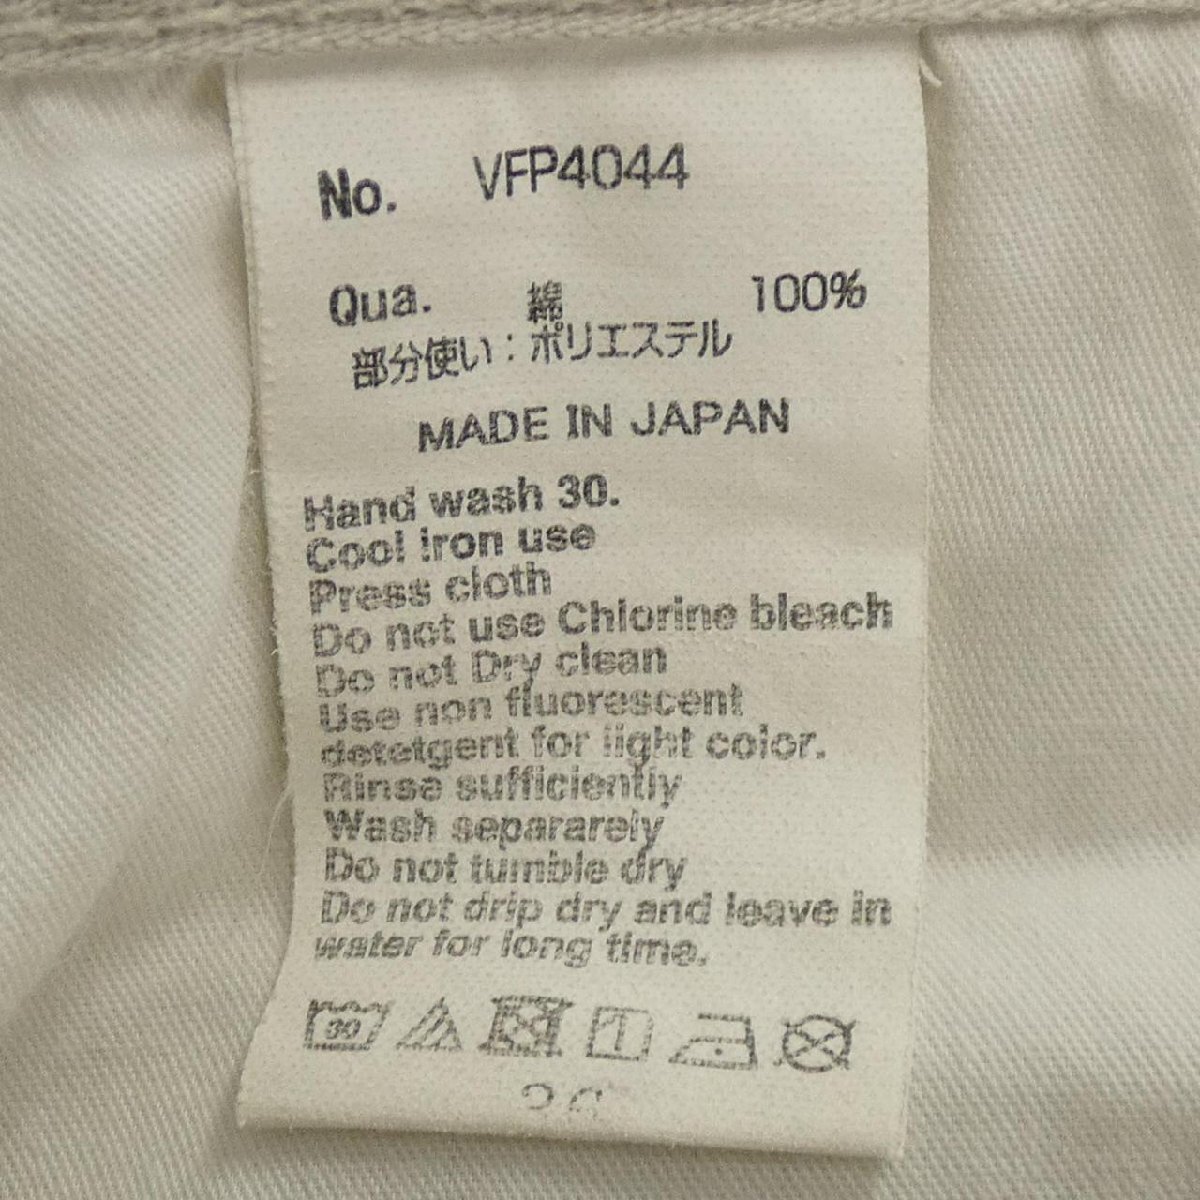 No. VFP4044
Qua. 綿 100%
部分使い：ポリエステル
MADE IN JAPAN
Hand wash 30.
Cool iron use
Press cloth
Do not use Chlorine bleach
Do not Dry clean
Use non fluorescent
detetgent for light color.
Rinse sufficiently
Wash separarely
Do not tumble dry
Do not drip dry and leave in
water for long time.
30